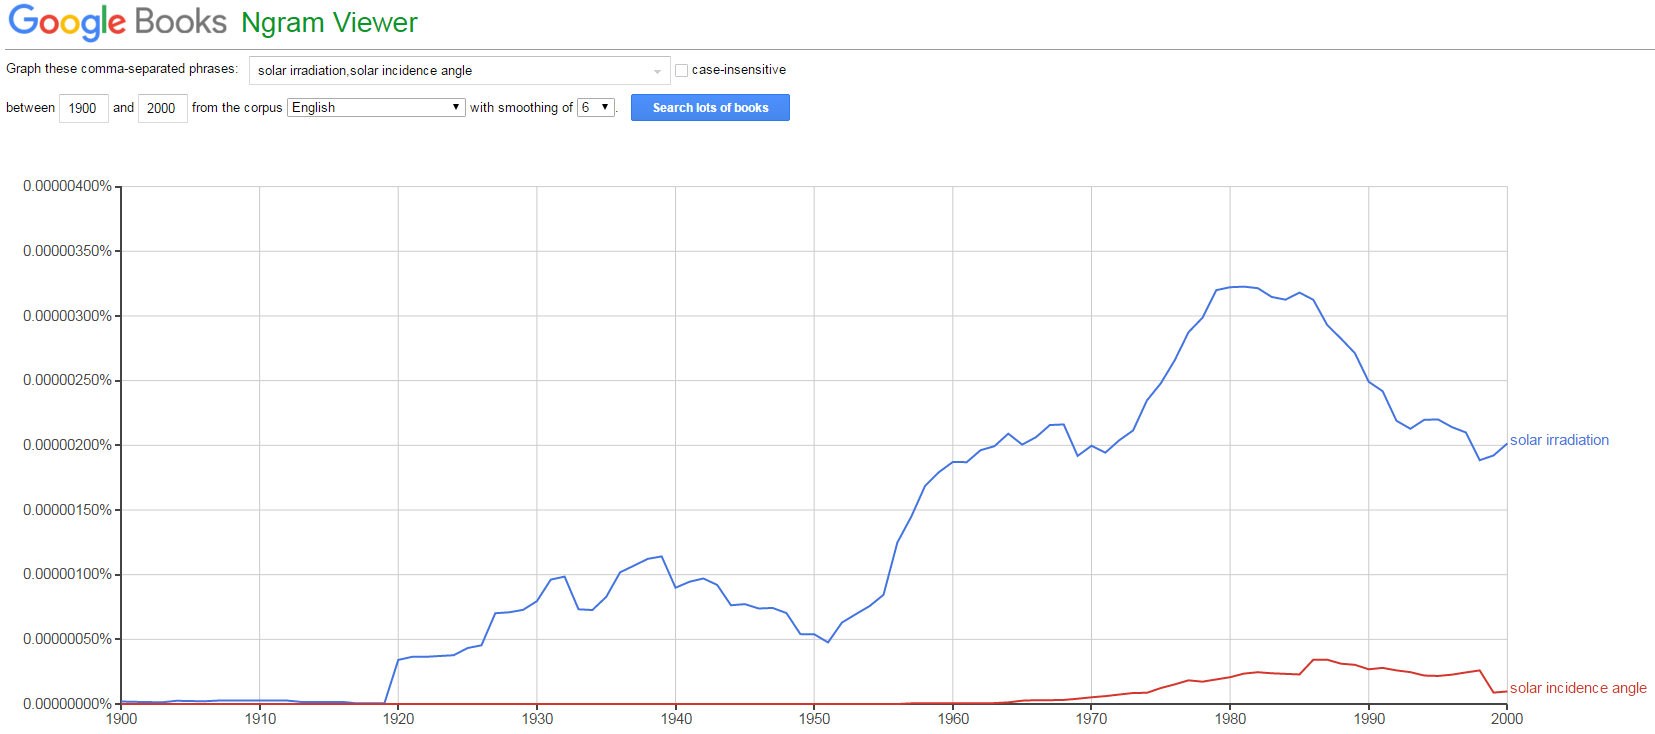 Google Books Ngram Viewer
Graph these comma-separated phrases: solar irradiation,solar incidence angle case-insensitive
between 1900 and 2000 from the corpus English with smoothing of 6. Search lots of books
0.00000400%
0.00000350%
0.00000300%
0.00000250%
0.00000200%
solar irradiation
0.00000150%
0.00000100%
0.00000050%
solar incidence angle
0.00000000%
1900 1910 1920 1930 1940 1950 1960 1970 1980 1990 2000